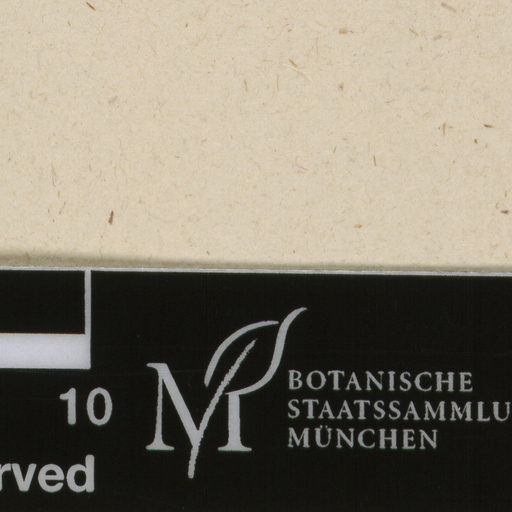 10
rved
BOTANISCHE
STAATSSAMMLU
MÜNCHEN